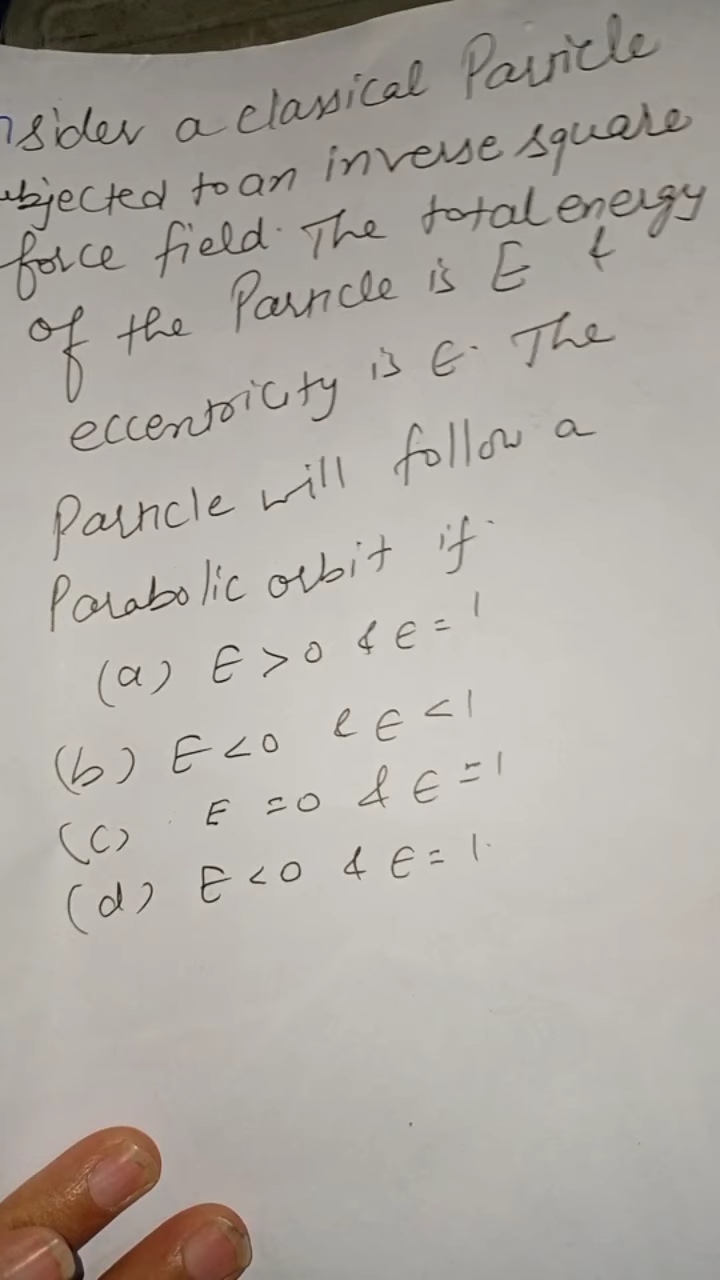 nsider a classical Particle
ubjected to an inverse square
force field. The total energy
of the Particle is E &
eccentricity is ϵ. The
Particle will follow a
Parabolic orbit if
(a) E > 0 & ϵ = 1
(b) E < 0 & ϵ < 1
(c) E = 0 & ϵ = 1
(d) E < 0 & ϵ = 1.